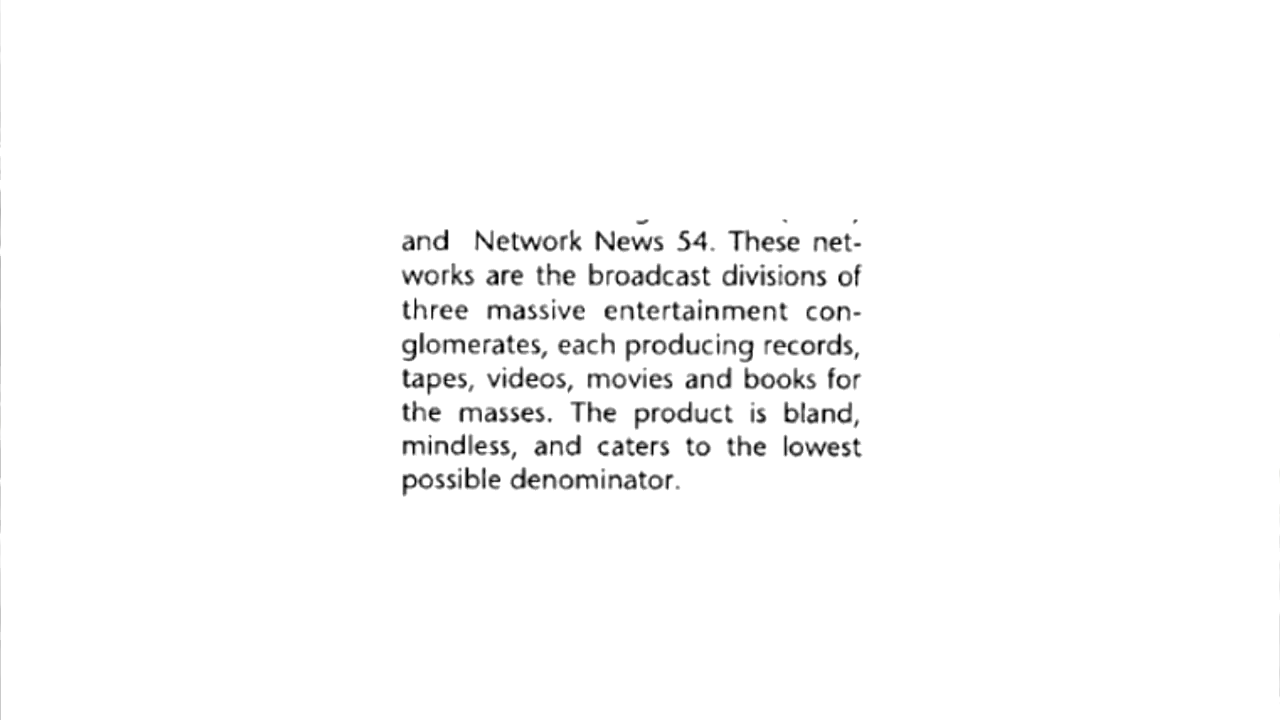 and Network News 54. These net-
works are the broadcast divisions of
three massive entertainment con-
glomerates, each producing records,
tapes, videos, movies and books for
the masses. The product is bland,
mindless, and caters to the lowest
possible denominator.